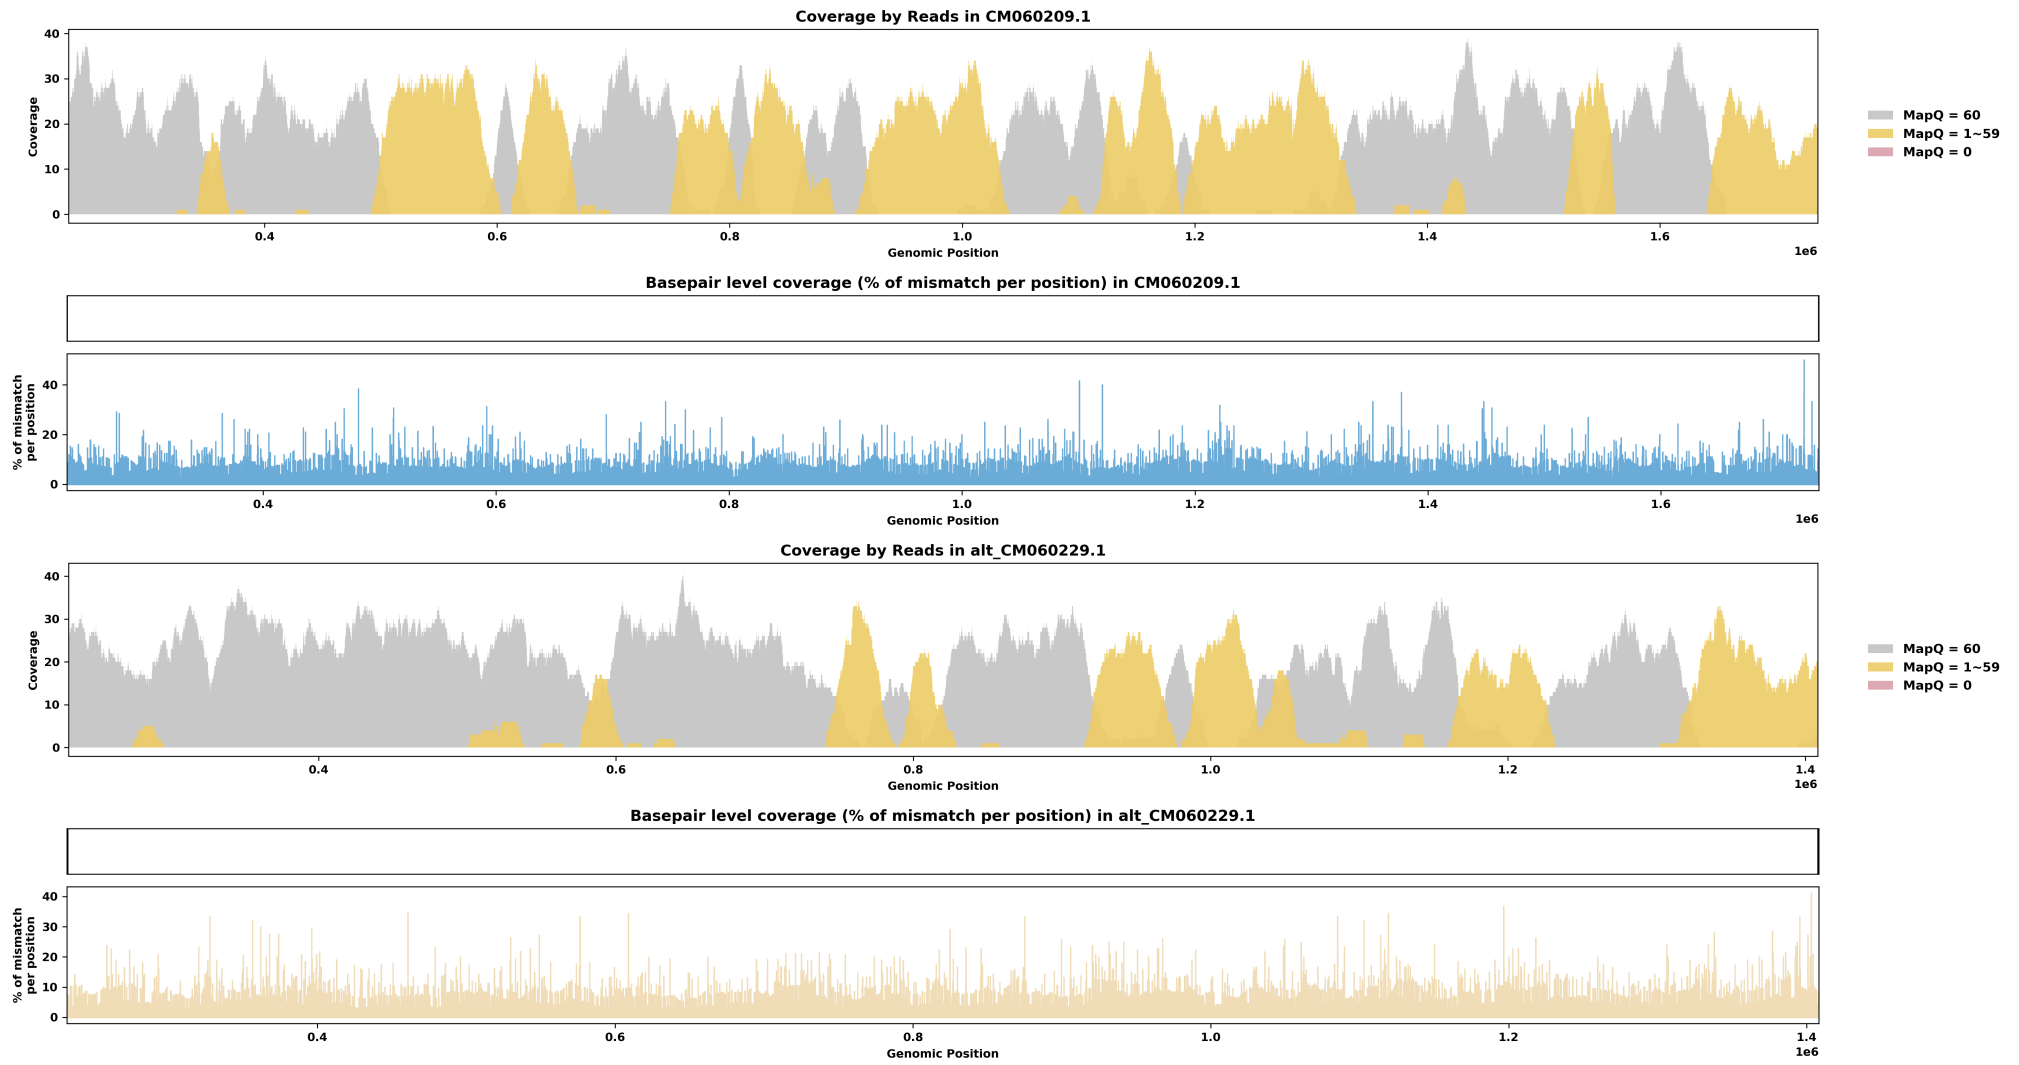 Coverage by Reads in CM060209.1
40
30
20
10
0
Coverage
0.4 0.6 0.8 1.0 1.2 1.4 1.6
1e6
Genomic Position
MapQ = 60
MapQ = 1~59
MapQ = 0
Basepair level coverage (% of mismatch per position) in CM060209.1
40
20
0
% of mismatch
per position
0.4 0.6 0.8 1.0 1.2 1.4 1.6
1e6
Genomic Position
Coverage by Reads in alt_CM060229.1
40
30
20
10
0
Coverage
0.4 0.6 0.8 1.0 1.2 1.4
1e6
Genomic Position
MapQ = 60
MapQ = 1~59
MapQ = 0
Basepair level coverage (% of mismatch per position) in alt_CM060229.1
40
30
20
10
0
% of mismatch
per position
0.4 0.6 0.8 1.0 1.2 1.4
1e6
Genomic Position